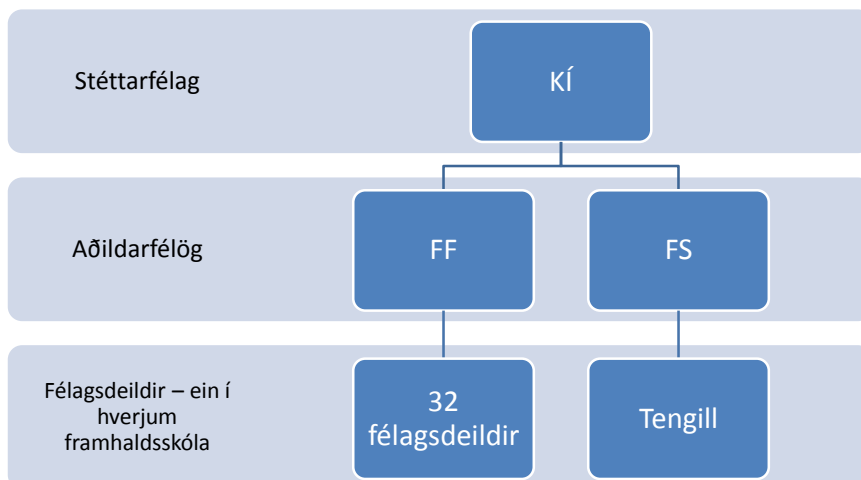 Stéttarfélag
KÍ
Aðildarfélög
FF
FS
Félagsdeildir – ein í
hverjum
framhaldsskóla
32
félagsdeildir
Tengill